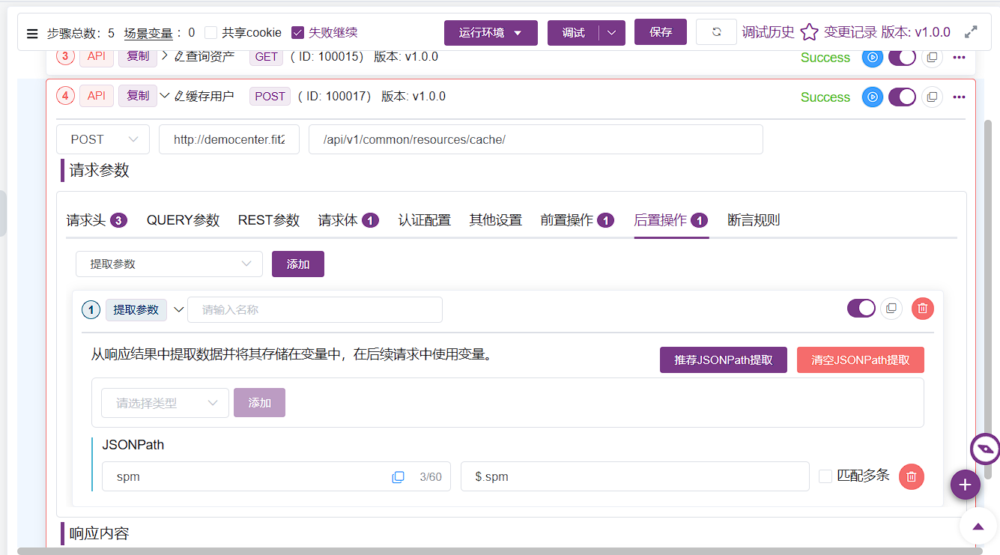 步骤总数：5 场景变量： 0 共享cookie 失败继续 运行环境 调试 保存 调试历史 变更记录 版本: v1.0.0
3 API 复制 查询资产 GET ( ID: 100015) 版本: v1.0.0 Success
4 API 复制 缓存用户 POST ( ID: 100017) 版本: v1.0.0 Success
POST http://democenter.fit2 /api/v1/common/resources/cache/
请求参数
请求头 3 QUERY参数 REST参数 请求体 1 认证配置 其他设置 前置操作 1 后置操作 1 断言规则
提取参数 添加
1 提取参数 请输入名称
从响应结果中提取数据并将其存储在变量中，在后续请求中使用变量。 推荐JSONPath提取 清空JSONPath提取
请选择类型 添加
JSONPath
spm 3/60 $.spm 匹配多条
响应内容